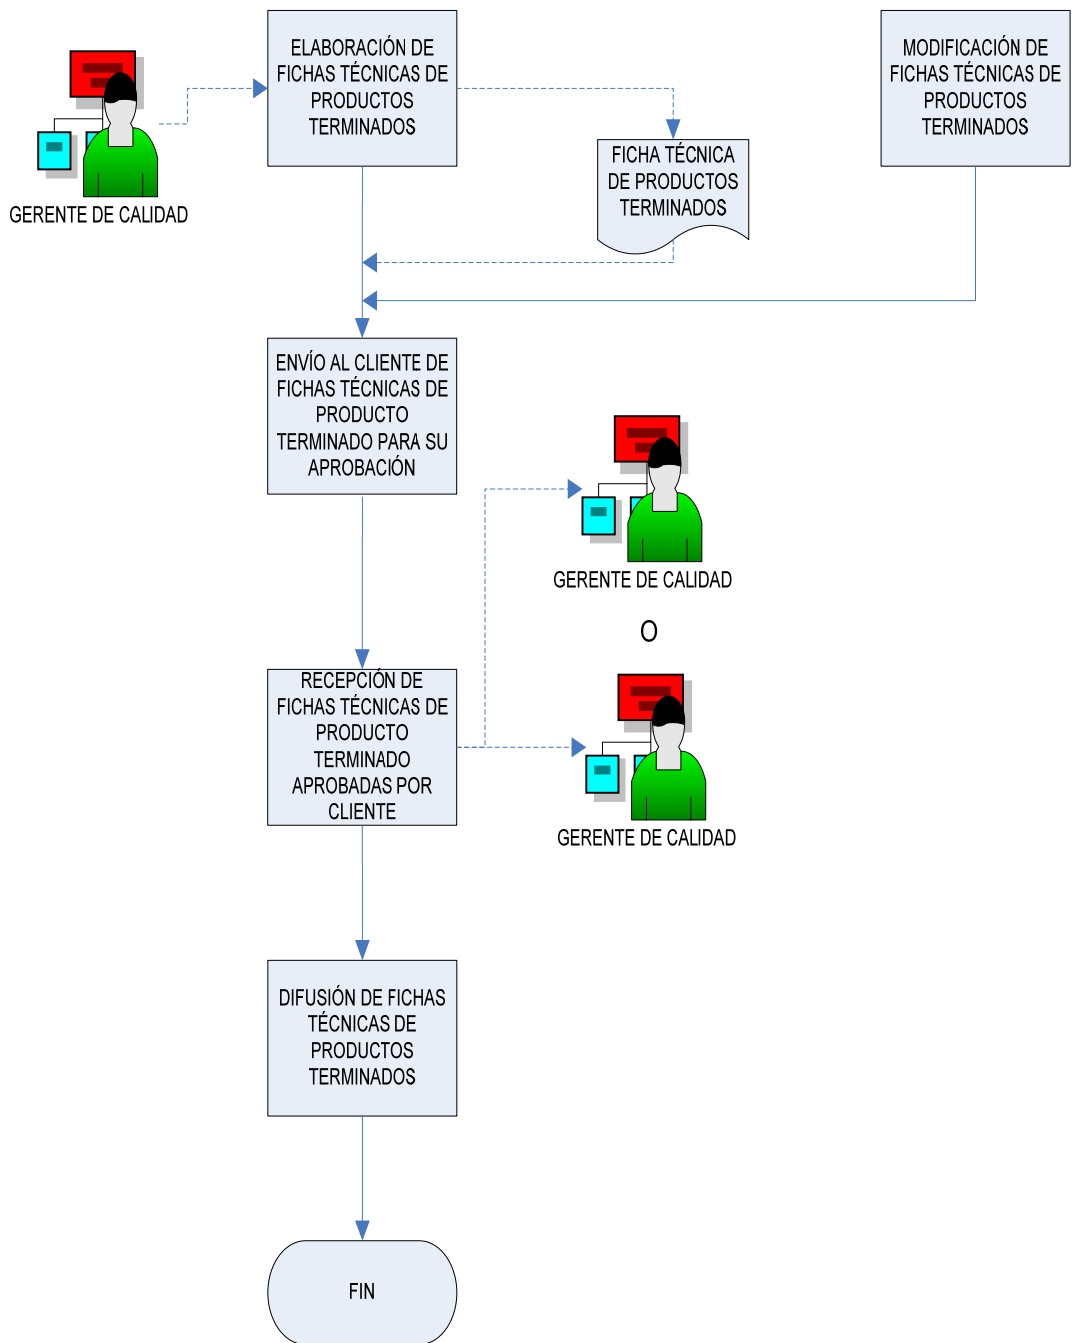 ELABORACIÓN DE
FICHAS TÉCNICAS DE
PRODUCTOS
TERMINADOS
MODIFICACIÓN DE
FICHAS TÉCNICAS DE
PRODUCTOS
TERMINADOS
GERENTE DE CALIDAD
FICHA TÉCNICA
DE PRODUCTOS
TERMINADOS
ENVÍO AL CLIENTE DE
FICHAS TÉCNICAS DE
PRODUCTO
TERMINADO PARA SU
APROBACIÓN
GERENTE DE CALIDAD
O
RECEPCIÓN DE
FICHAS TÉCNICAS DE
PRODUCTO
TERMINADO
APROBADAS POR
CLIENTE
GERENTE DE CALIDAD
DIFUSIÓN DE FICHAS
TÉCNICAS DE
PRODUCTOS
TERMINADOS
FIN